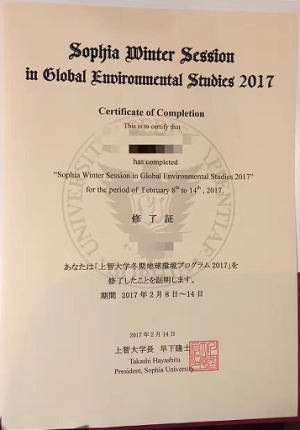 Sophia Winter Session
in Global Environmental Studies 2017
Certificate of Completion
This is to certify that
has completed
"Sophia Winter Session in Global Environmental Studies 2017"
for the period of February 8th to 14th, 2017.
修了証
あなたは「上智大学冬期地球環境プログラム2017」を
修了したことを証明します。
期間 2017年2月8日~14日
2017年2月14日
上智大学長 早下隆士
Takashi Hayashita
President, Sophia University